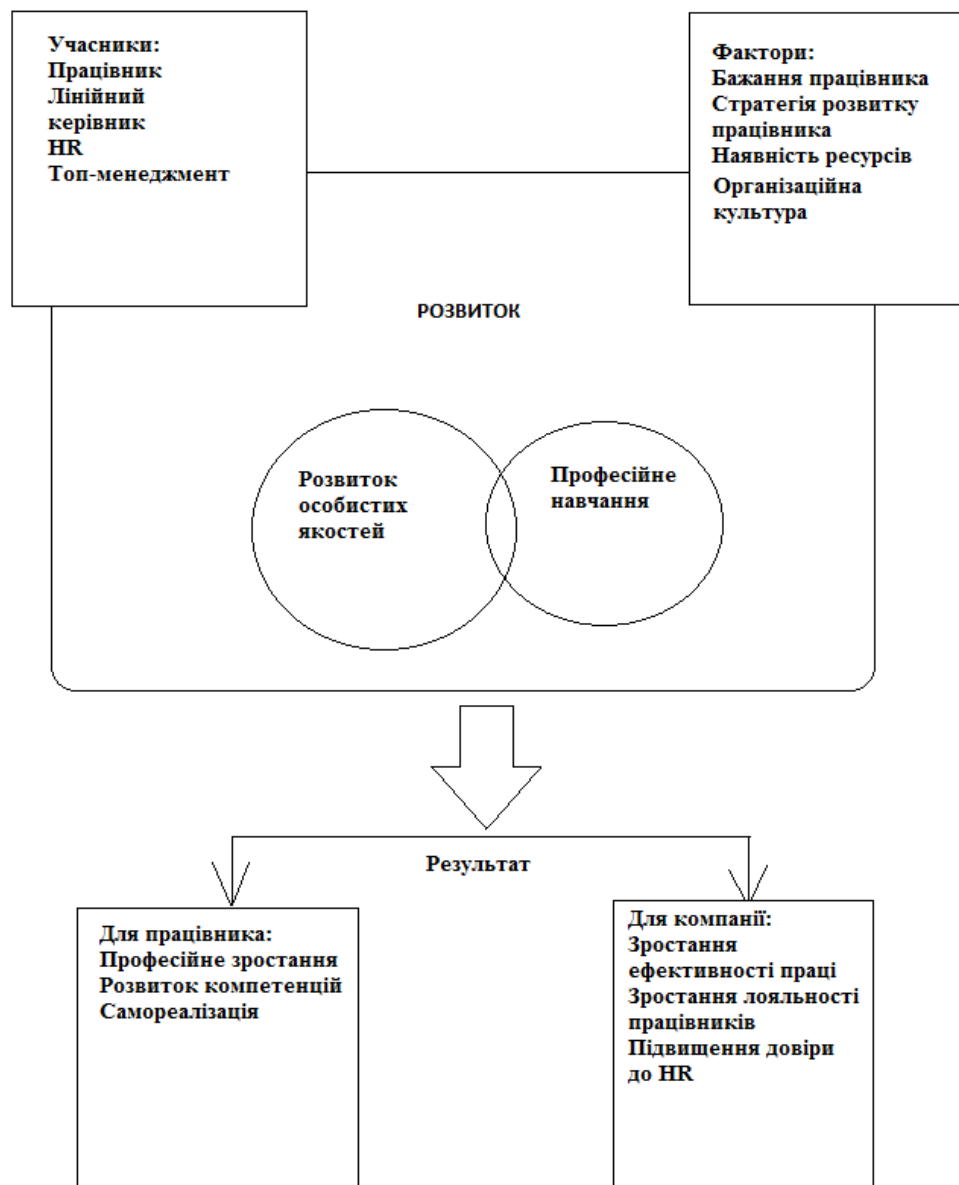 Учасники:
Працівник
Лінійний
керівник
HR
Топ-менеджмент
Фактори:
Бажання працівника
Стратегія розвитку
працівника
Наявність ресурсів
Організаційна
культура
РОЗВИТОК
Розвиток
особистих
якостей
Професійне
навчання
Результат
Для працівника:
Професійне зростання
Розвиток компетенцій
Самореалізація
Для компанії:
Зростання
ефективності праці
Зростання лояльності
працівників
Підвищення довіри
до HR